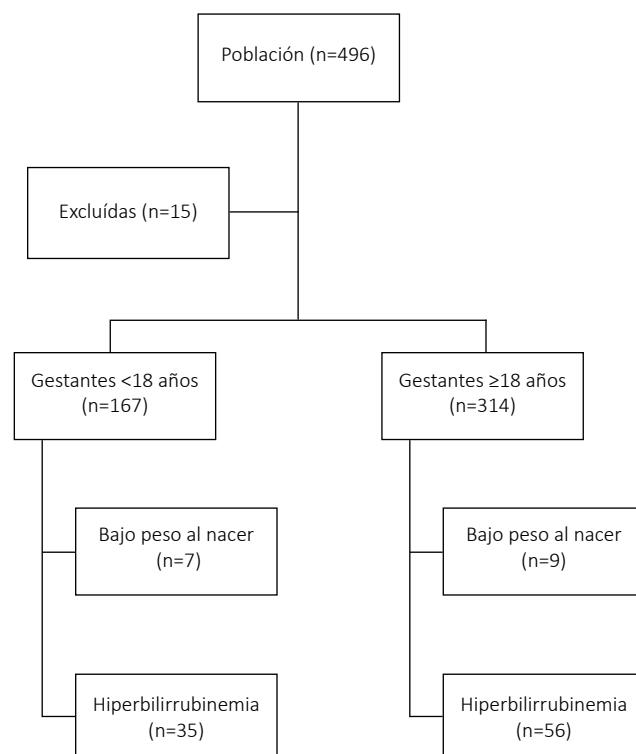 Población (n=496)
Excluídas (n=15)
Gestantes <18 años
(n=167)
Gestantes ≥18 años
(n=314)
Bajo peso al nacer
(n=7)
Bajo peso al nacer
(n=9)
Hiperbilirrubinemia
(n=35)
Hiperbilirrubinemia
(n=56)